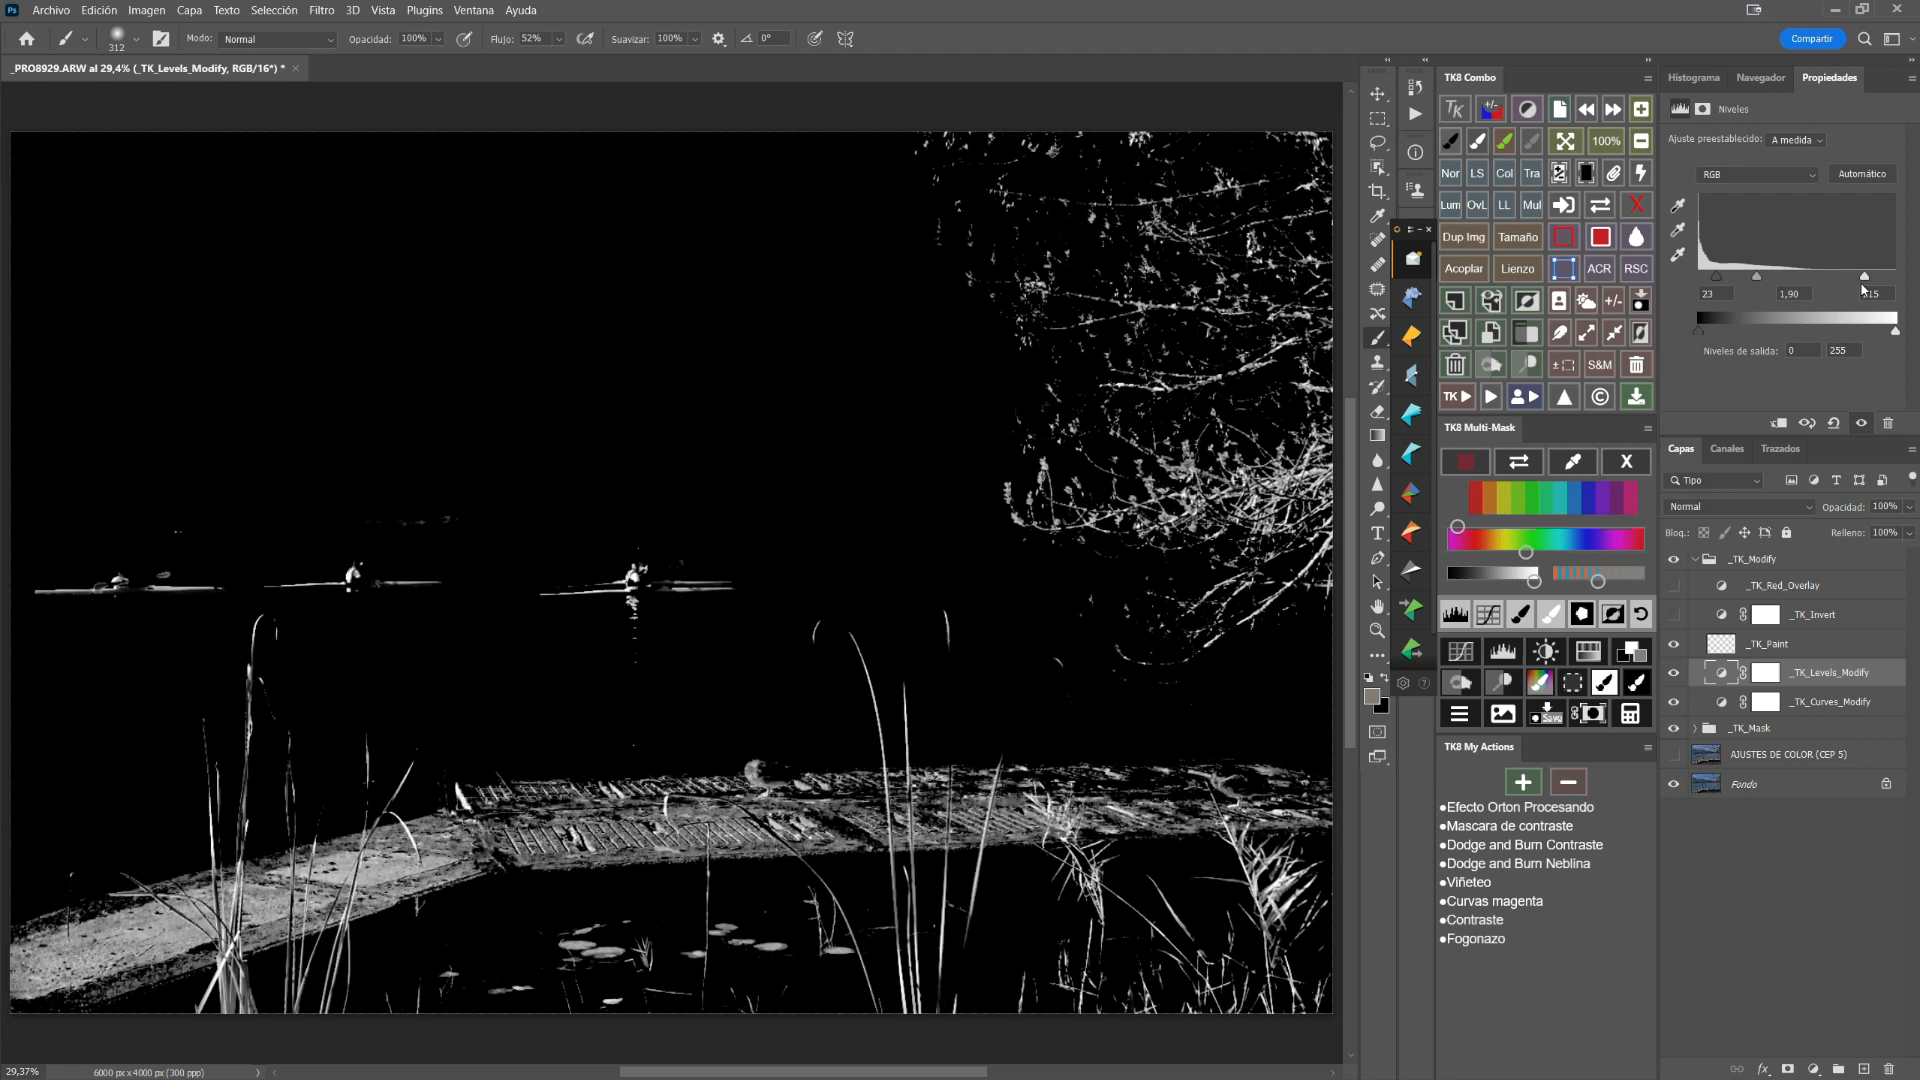 Ps Archivo Edición Imagen Capa Texto Selección Filtro 3D Vista Plugins Ventana Ayuda
312 Modo: Normal Opacidad: 100% Flujo: 52% Suavizar: 100% 0° Compartir
_PRO8929.ARW al 29,4% (_TK_Levels_Modify, RGB/16*) * ×
TK8 Combo
TK +/-
100%
Nor LS Col Tra
Lum OvL LL Mul X
Dup Img Tamaño
Acoplar Lienzo ACR RSC
+/-
S&M
TK
TK8 Multi-Mask
X
Save
TK8 My Actions
●Efecto Orton Procesando
●Mascara de contraste
●Dodge and Burn Contraste
●Dodge and Burn Neblina
●Viñeteo
●Curvas magenta
●Contraste
●Fogonazo
Histograma Navegador Propiedades
Niveles
Ajuste preestablecido: A medida
RGB Automático
23 1,90
Niveles de salida: 0 255
Capas Canales Trazados
Tipo
Normal Opacidad: 100%
Bloq.: Relleno: 100%
_TK_Modify
_TK_Red_Overlay
_TK_Invert
_TK_Paint
_TK_Levels_Modify
_TK_Curves_Modify
_TK_Mask
AJUSTES DE COLOR (CEP 5)
Fondo
fx
29,37% 6000 px x 4000 px (300 ppp)